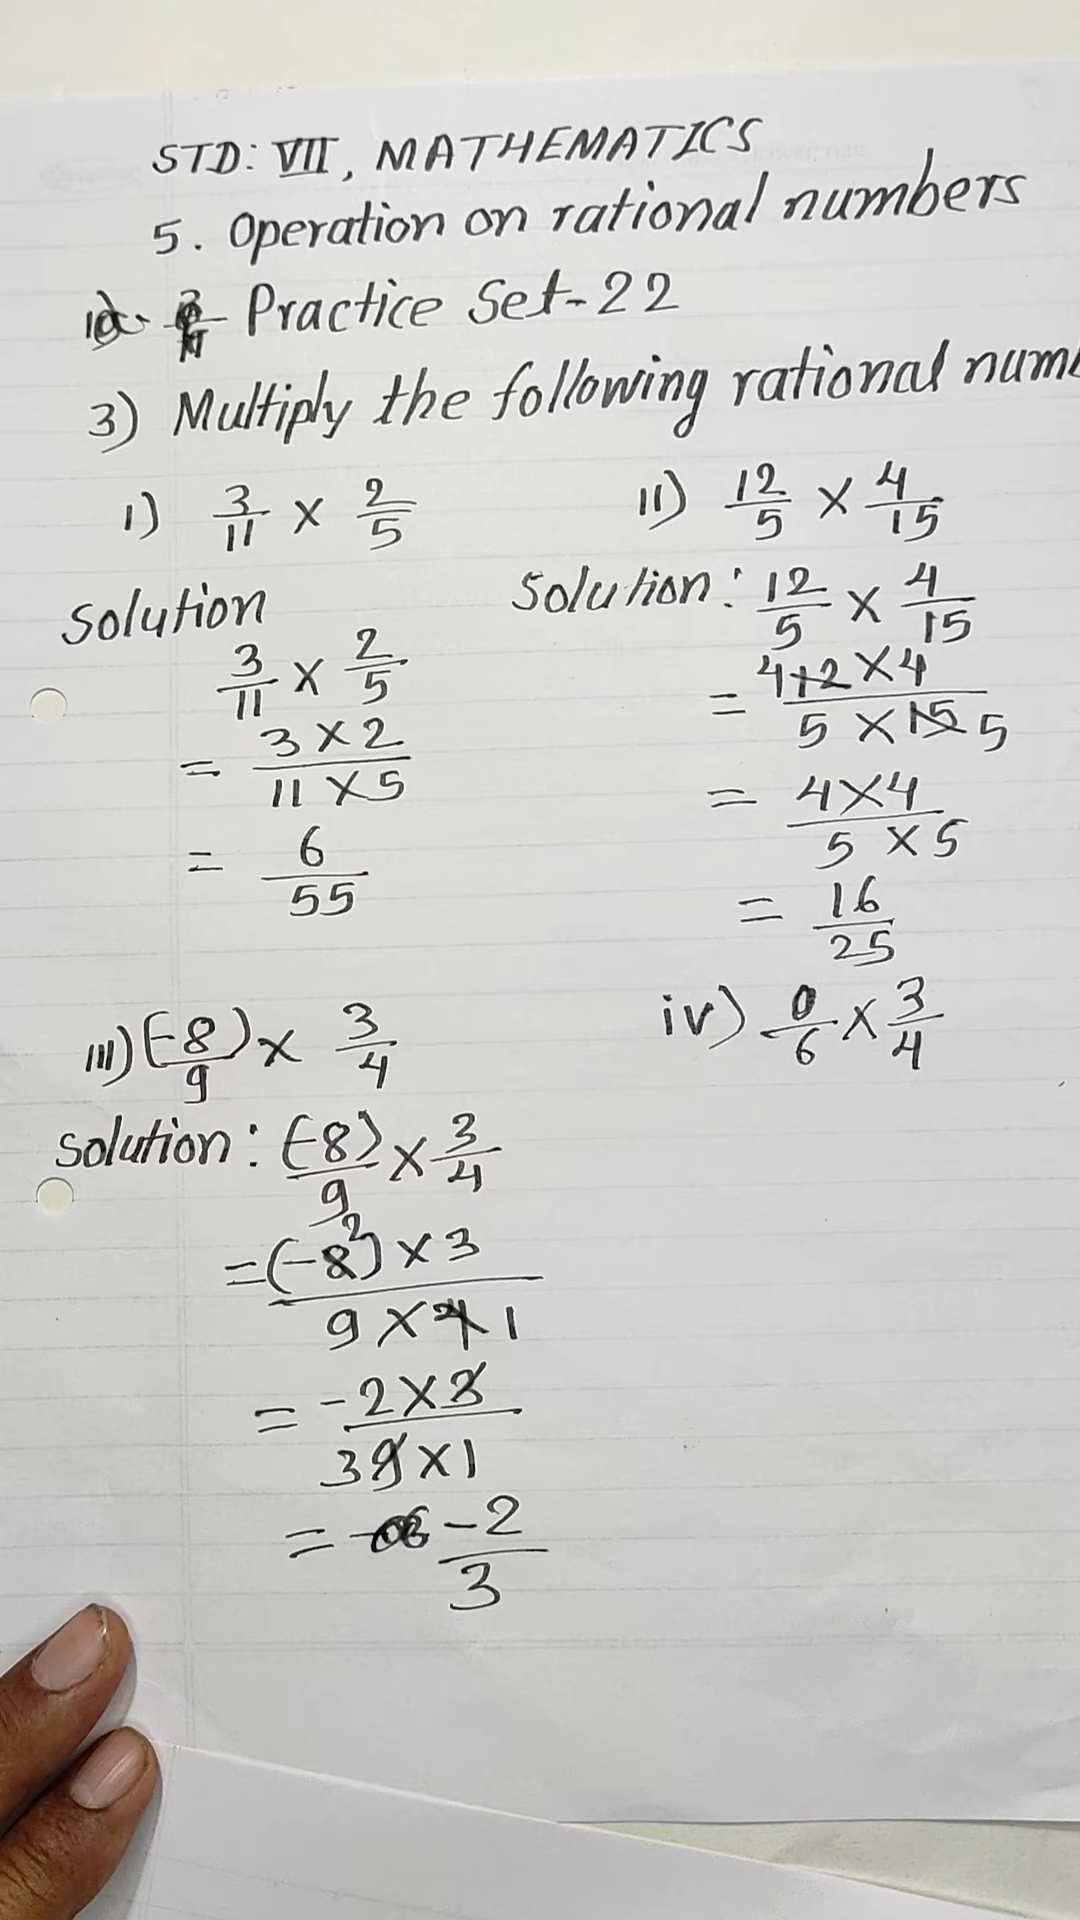 STD: VII, MATHEMATICS
5. Operation on rational numbers
Practice Set-22
3) Multiply the following rational num
i) 3/11 × 2/5
ii) 12/5 × 4/15
Solution
3/11 × 2/5
= 3 × 2 / 11 × 5
= 6/55
Solution: 12/5 × 4/15
= 4 12 × 4 / 5 × 15 5
= 4 × 4 / 5 × 5
= 16/25
iii) (-8)/9 × 3/4
iv) 0/6 × 3/4
Solution: (-8)/9 × 3/4
= (-8 2) × 3 / 9 × 4 1
= -2 × 3 / 3 9 × 1
= -2/3